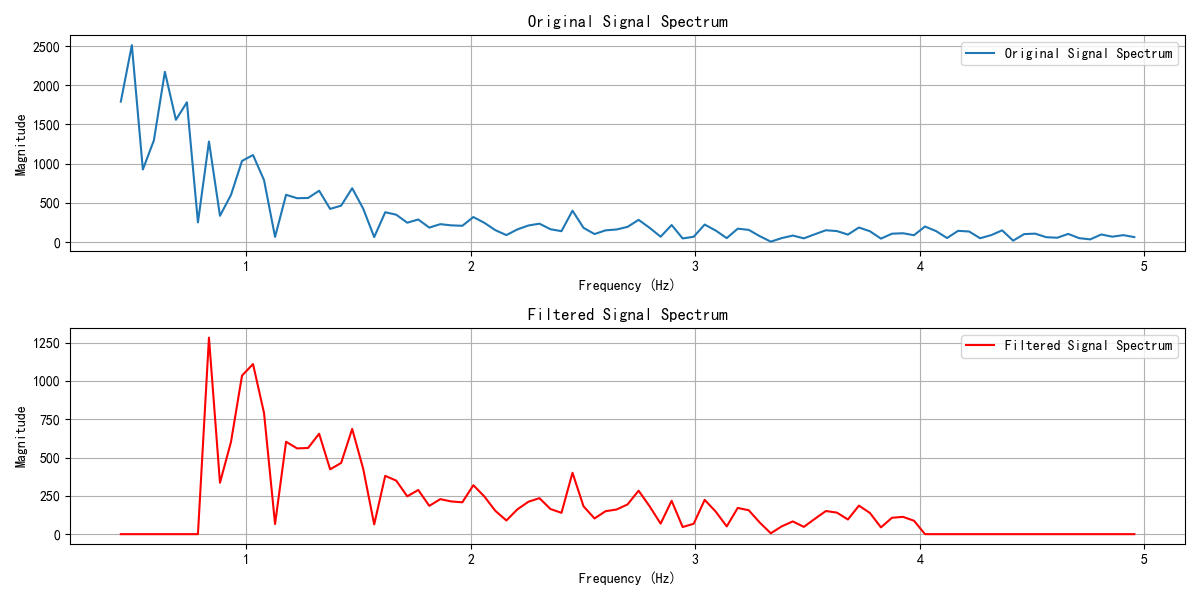 Original Signal Spectrum
Original Signal Spectrum
Magnitude
2500
2000
1500
1000
500
0
1 2 3 4 5
Frequency (Hz)
Filtered Signal Spectrum
Filtered Signal Spectrum
Magnitude
1250
1000
750
500
250
0
1 2 3 4 5
Frequency (Hz)